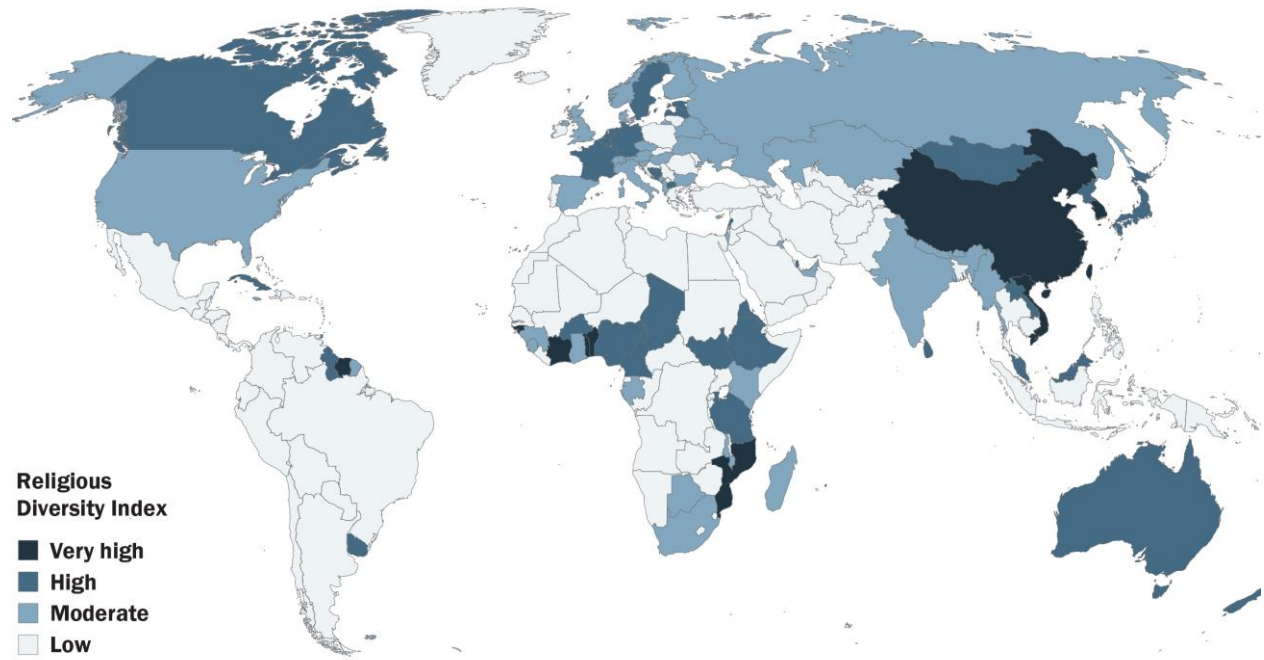 Religious
Diversity Index
Very high
High
Moderate
Low